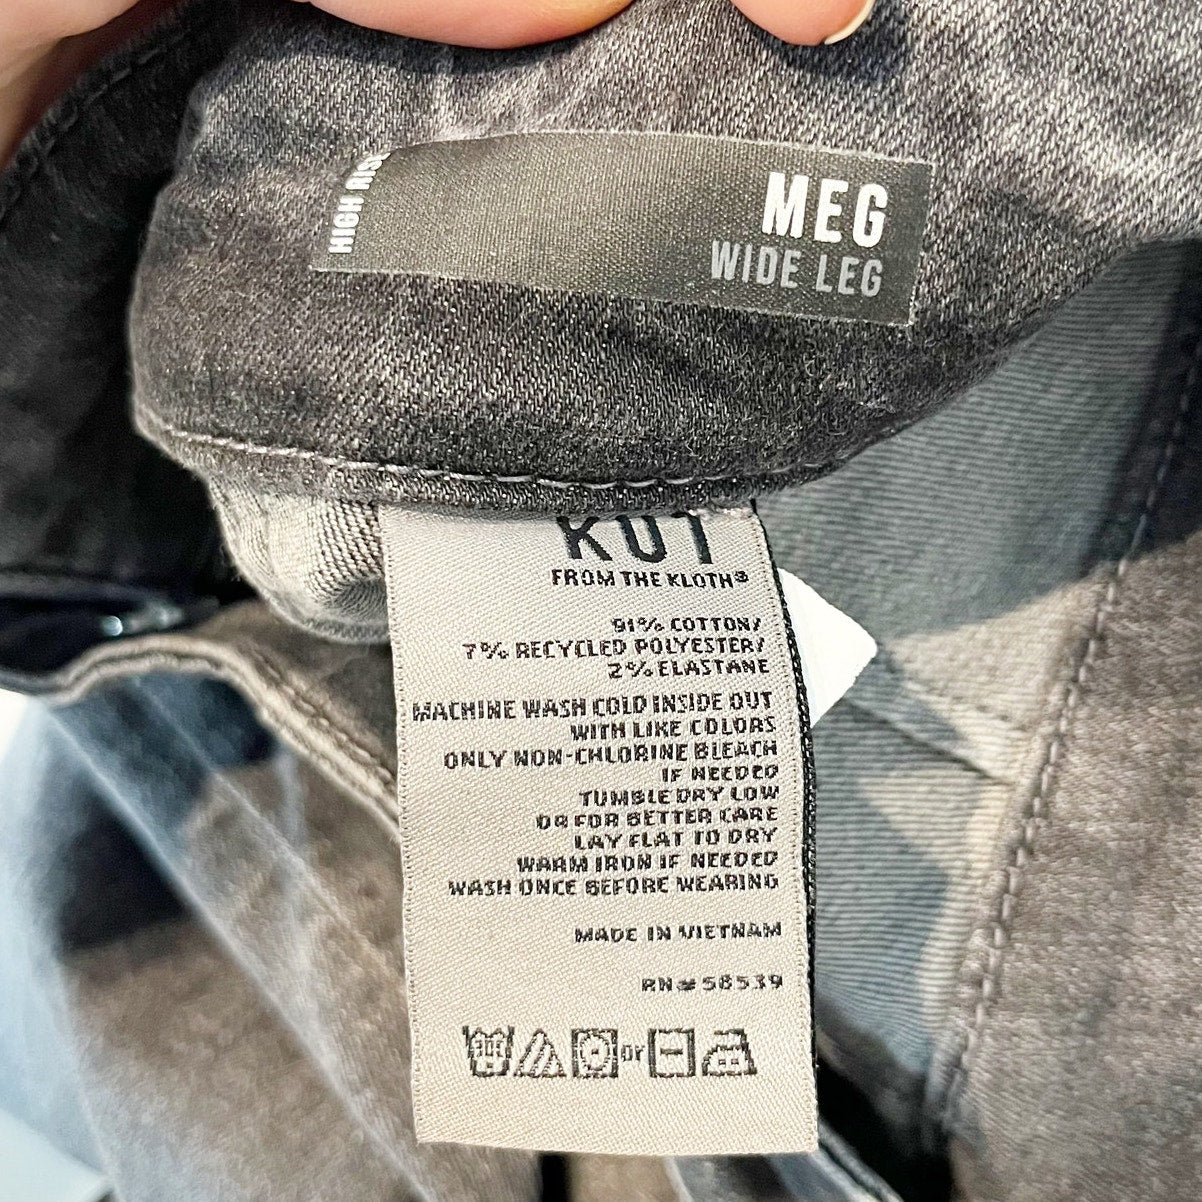 HIGH RISE
MEG
WIDE LEG
KUT
FROM THE KLOTH®
91% COTTON/
7% RECYCLED POLYESTER/
2% ELASTANE
MACHINE WASH COLD INSIDE OUT
WITH LIKE COLORS
ONLY NON-CHLORINE BLEACH
IF NEEDED
TUMBLE DRY LOW
OR FOR BETTER CARE
LAY FLAT TO DRY
WARM IRON IF NEEDED
WASH ONCE BEFORE WEARING
MADE IN VIETNAM
RN# 58539
or